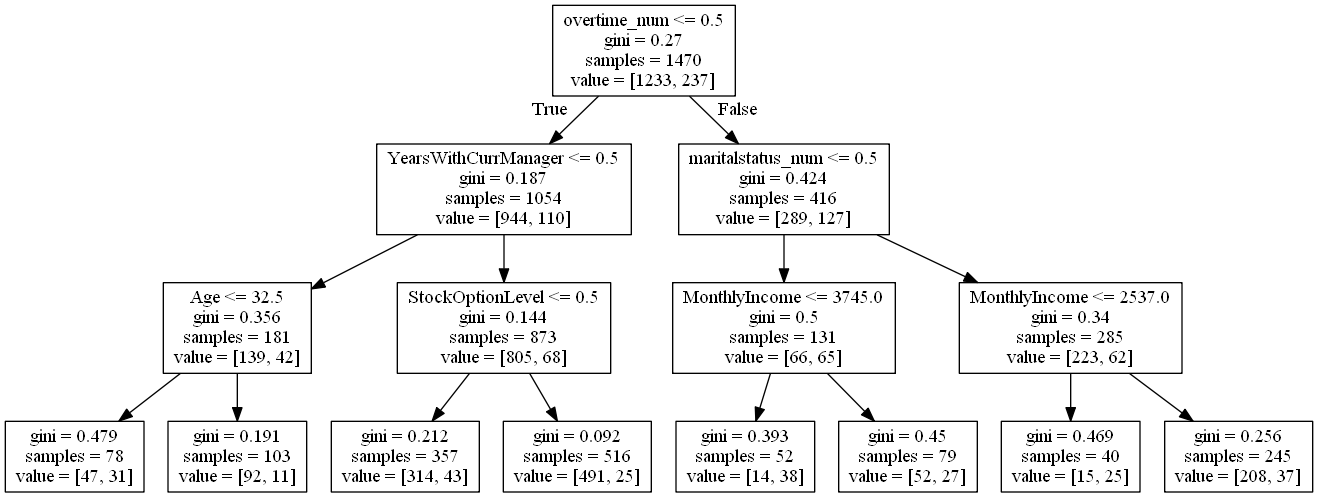 overtime_num <= 0.5
gini = 0.27
samples = 1470
value = [1233, 237]
True
False
YearsWithCurrManager <= 0.5
gini = 0.187
samples = 1054
value = [944, 110]
maritalstatus_num <= 0.5
gini = 0.424
samples = 416
value = [289, 127]
Age <= 32.5
gini = 0.356
samples = 181
value = [139, 42]
StockOptionLevel <= 0.5
gini = 0.144
samples = 873
value = [805, 68]
MonthlyIncome <= 3745.0
gini = 0.5
samples = 131
value = [66, 65]
MonthlyIncome <= 2537.0
gini = 0.34
samples = 285
value = [223, 62]
gini = 0.479
samples = 78
value = [47, 31]
gini = 0.191
samples = 103
value = [92, 11]
gini = 0.212
samples = 357
value = [314, 43]
gini = 0.092
samples = 516
value = [491, 25]
gini = 0.393
samples = 52
value = [14, 38]
gini = 0.45
samples = 79
value = [52, 27]
gini = 0.469
samples = 40
value = [15, 25]
gini = 0.256
samples = 245
value = [208, 37]